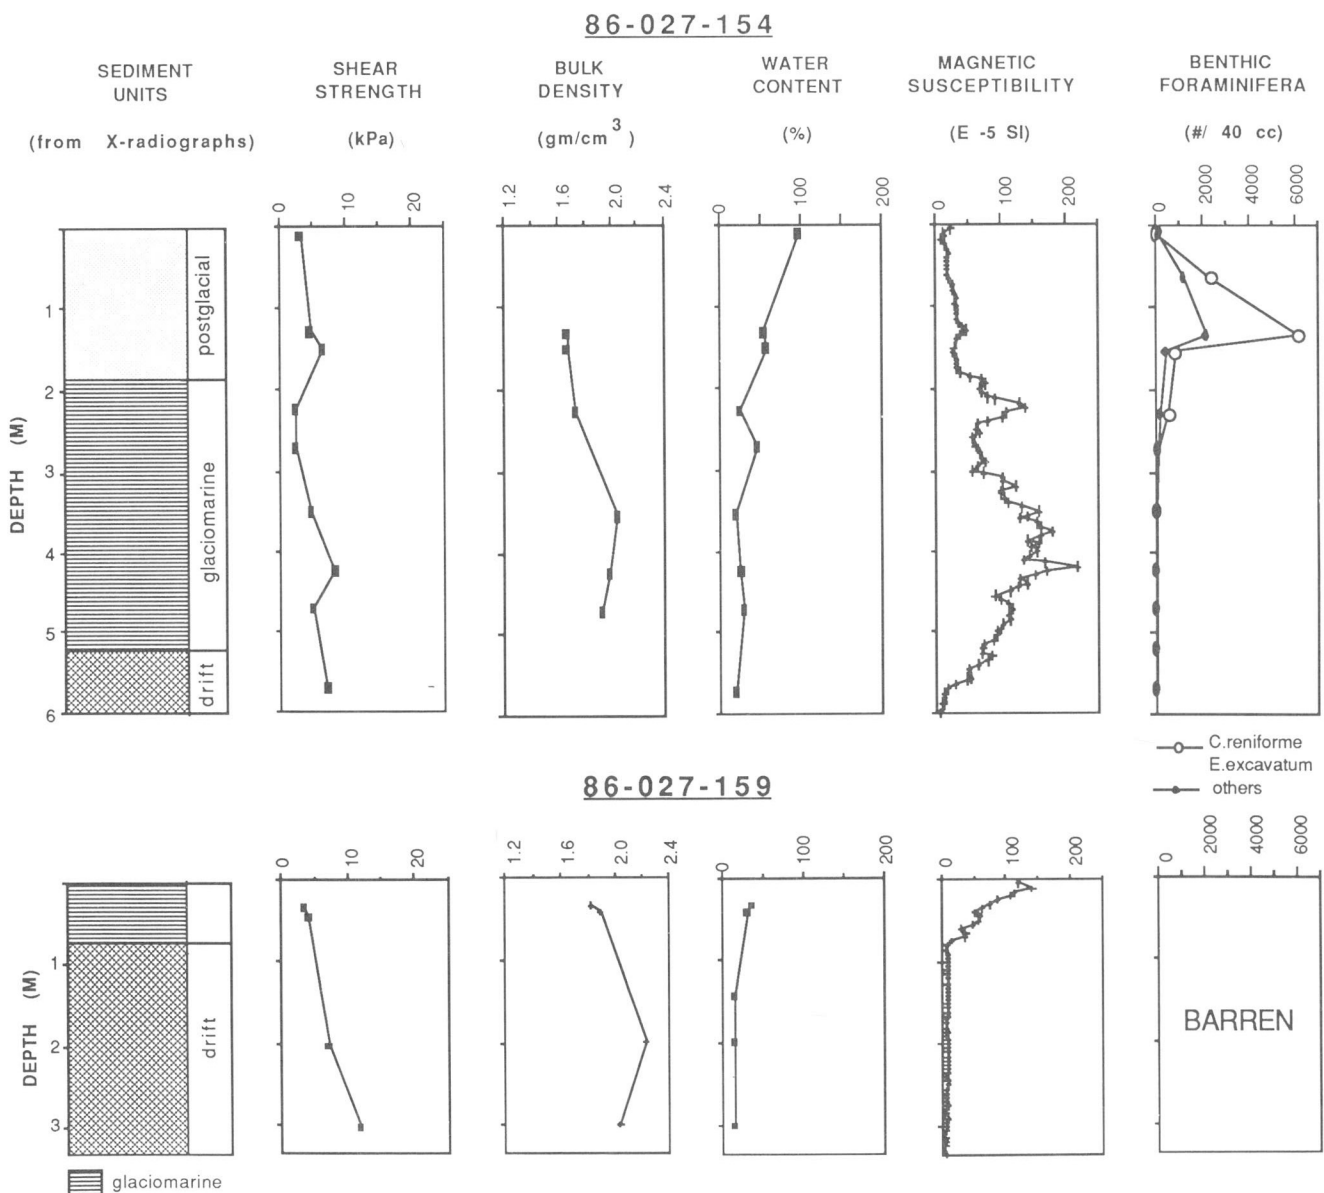 86-027-154
SEDIMENT UNITS
(from X-radiographs)
SHEAR STRENGTH
(kPa)
BULK DENSITY
(gm/cm3)
WATER CONTENT
(%)
MAGNETIC SUSCEPTIBILITY
(E -5 SI)
BENTHIC FORAMINIFERA
(#/ 40 cc)
0 10 20
1.2 1.6 2.0 2.4
0 100 200
0 100 200
0 2000 4000 6000
DEPTH (M)
1
2
3
4
5
6
postglacial
glaciomarine
drift
C.reniforme
E.excavatum
others
86-027-159
0 10 20
1.2 1.6 2.0 2.4
0 100 200
0 100 200
0 2000 4000 6000
DEPTH (M)
1
2
3
drift
BARREN
glaciomarine